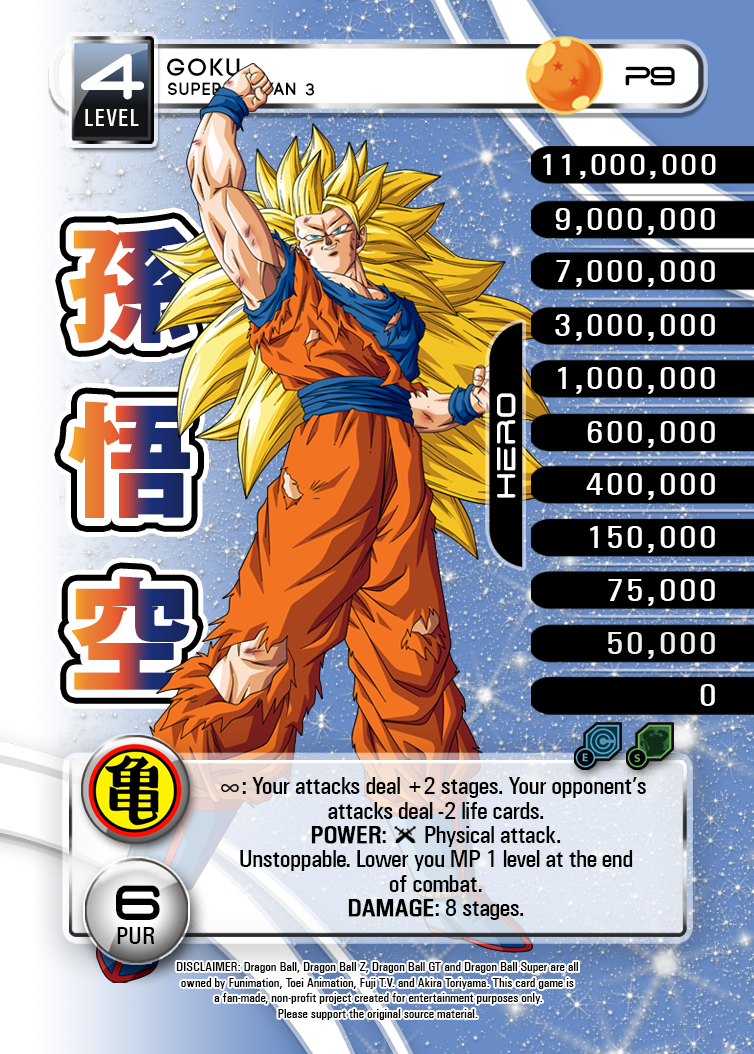 4
LEVEL
GOKU
SUPER AN 3
P9
11,000,000
9,000,000
7,000,000
3,000,000
1,000,000
600,000
400,000
150,000
75,000
50,000
0
HERO
孫
悟
空
E S
亀
∞: Your attacks deal +2 stages. Your opponent's
attacks deal -2 life cards.
POWER: Physical attack.
Unstoppable. Lower you MP 1 level at the end
of combat.
DAMAGE: 8 stages.
6
PUR
DISCLAIMER: Dragon Ball, Dragon Ball Z, Dragon Ball GT and Dragon Ball Super are all
owned by Funimation, Toei Animation, Fuji T.V. and Akira Toriyama. This card game is
a fan-made, non-profit project created for entertainment purposes only.
Please support the original source material.